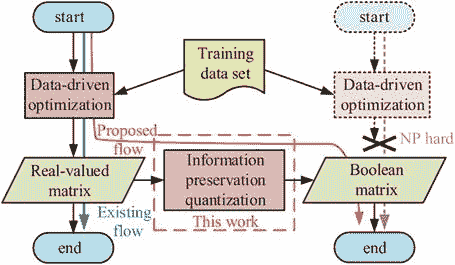 start
start
Training
data set
Data-driven
optimization
Data-driven
optimization
Proposed
flow
NP hard
Real-valued
matrix
Information
preservation
quantization
Boolean
matrix
Existing
flow
This work
end
end